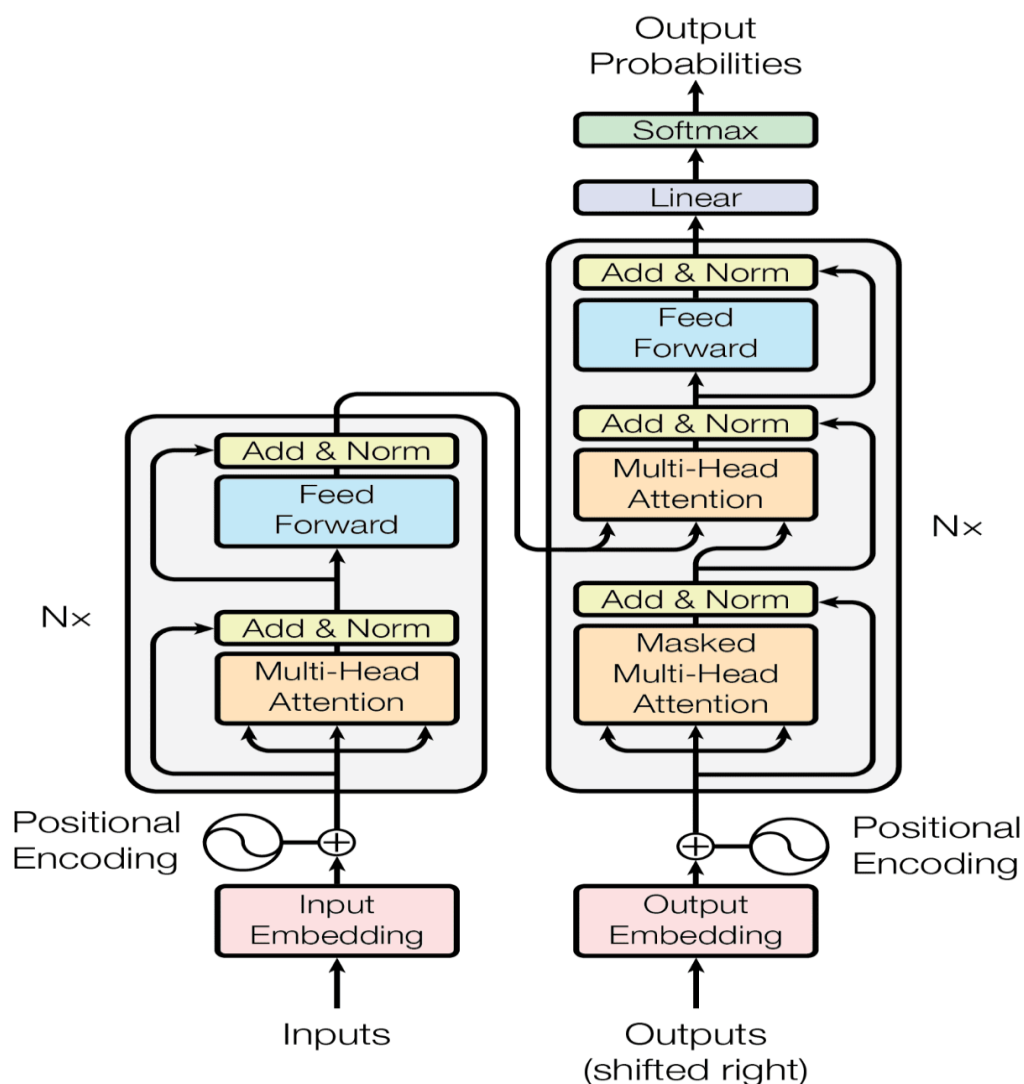 Output
Probabilities
Softmax
Linear
Add & Norm
Feed
Forward
Add & Norm
Multi-Head
Attention
Nx
Add & Norm
Masked
Multi-Head
Attention
Add & Norm
Feed
Forward
Nx
Add & Norm
Multi-Head
Attention
Positional
Encoding
Positional
Encoding
Input
Embedding
Output
Embedding
Inputs
Outputs
(shifted right)